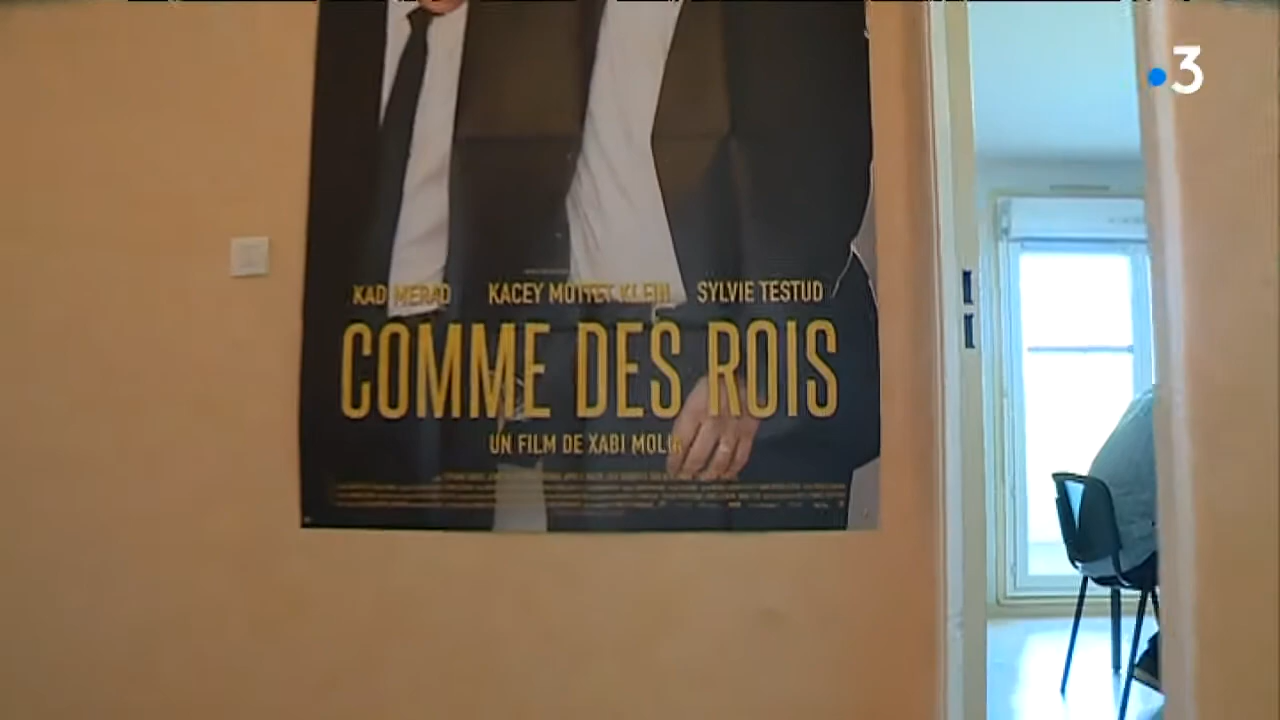 3
KAD MERAD KACEY MOTTET KLEIN SYLVIE TESTUD
COMME DES ROIS
UN FILM DE XABI MOLIA